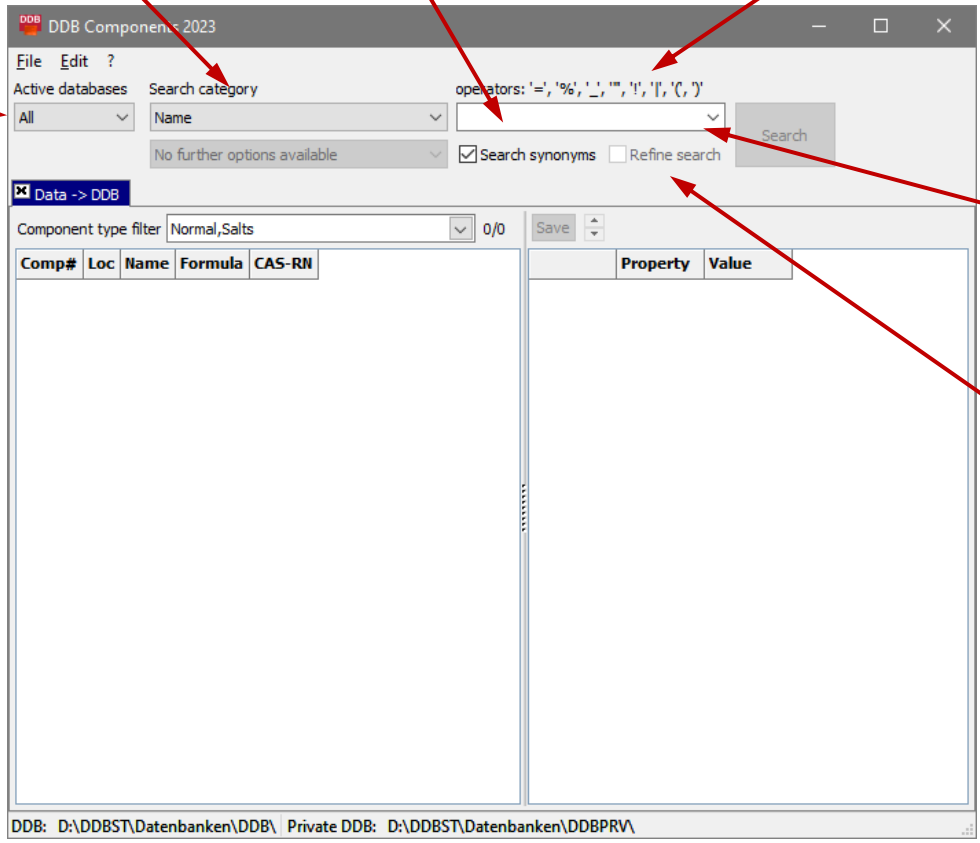 DDB DDB Components 2023
File Edit ?
Active databases Search category operators: '=', '%', '_', '"', '!', '|', '(', ')'
All Name Search
No further options available Search synonyms Refine search
Data -> DDB
Component type filter Normal,Salts 0/0 Save
Comp# Loc Name Formula CAS-RN Property Value
DDB: D:\DDBST\Datenbanken\DDB\ Private DDB: D:\DDBST\Datenbanken\DDBPRV\